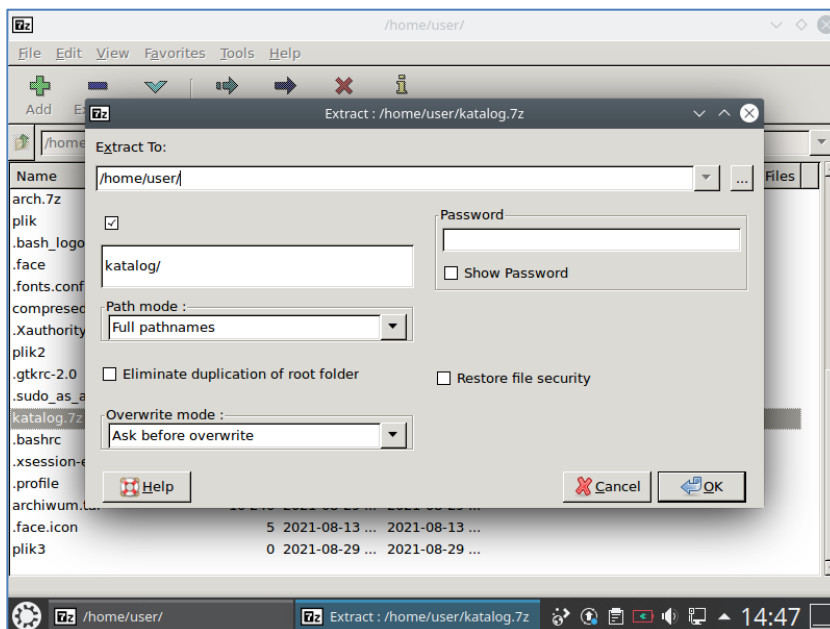 7z /home/user/
File Edit View Favorites Tools Help
Add
7z Extract : /home/user/katalog.7z
/home
Extract To:
/home/user/
...
Name Files
arch.7z
plik
.bash_logo
.face
.fonts.conf
compresed
.Xauthority
plik2
.gtkrc-2.0
.sudo_as_a
katalog.7z
.bashrc
.xsession-e
.profile
Password
katalog/
Show Password
Path mode :
Full pathnames
Eliminate duplication of root folder
Restore file security
Overwrite mode :
Ask before overwrite
Help Cancel OK
archiwum.tar
.face.icon 5 2021-08-13 ... 2021-08-13 ...
plik3 0 2021-08-29 ... 2021-08-29 ...
7z /home/user/ 7z Extract : /home/user/katalog.7z 14:47